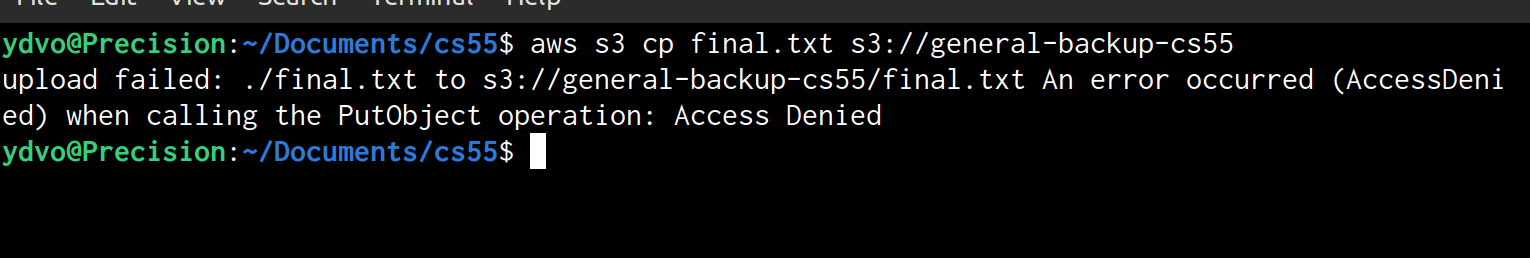 File Edit View Search Terminal Help
ydvo@Precision:~/Documents/cs55$ aws s3 cp final.txt s3://general-backup-cs55
upload failed: ./final.txt to s3://general-backup-cs55/final.txt An error occurred (AccessDeni
ed) when calling the PutObject operation: Access Denied
ydvo@Precision:~/Documents/cs55$